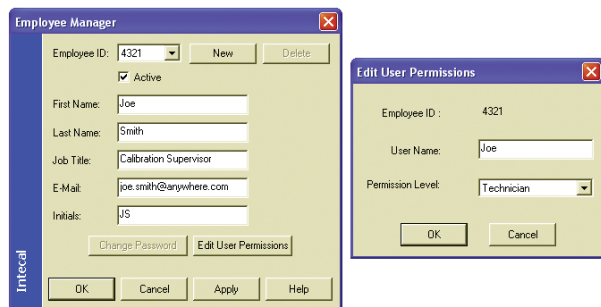 Employee Manager
Employee ID: 4321 New Delete
Active
First Name: Joe
Last Name: Smith
Job Title: Calibration Supervisor
E-Mail: joe.smith@anywhere.com
Initials: JS
Change Password Edit User Permissions
OK Cancel Apply Help
Intecal
Edit User Permissions
Employee ID : 4321
User Name: Joe
Permission Level: Technician
OK Cancel